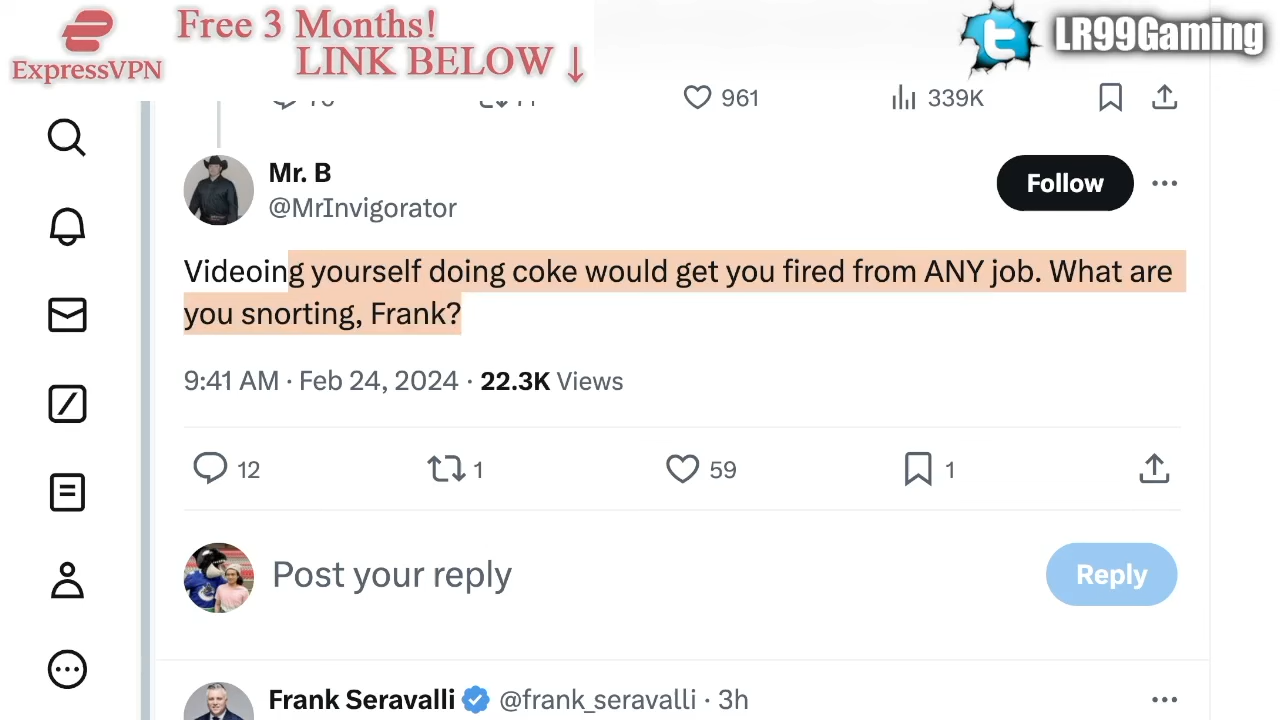 Free 3 Months!
LINK BELOW ↓
ExpressVPN
LR99Gaming
961
339K
Mr. B
@MrInvigorator
Follow
Videoing yourself doing coke would get you fired from ANY job. What are
you snorting, Frank?
9:41 AM · Feb 24, 2024 · 22.3K Views
12
1
59
1
Post your reply
Reply
Frank Seravalli @frank_seravalli · 3h